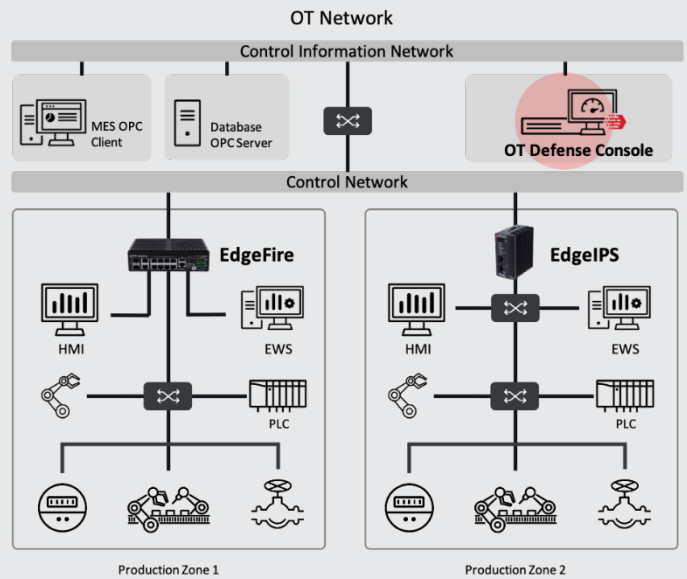 OT Network
Control Information Network
MES OPC
Client
Database
OPC Server
OT Defense Console
Control Network
EdgeFire
EdgeIPS
HMI
EWS
HMI
EWS
PLC
PLC
Production Zone 1
Production Zone 2